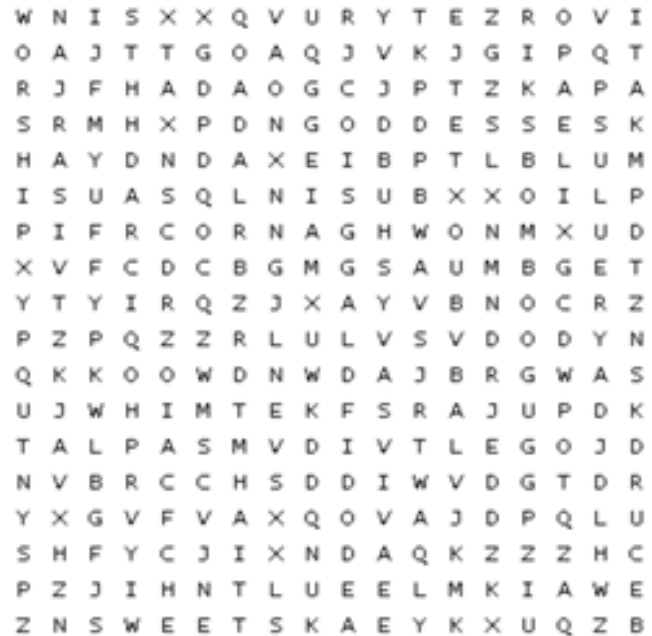 W N I S X X Q V U R Y T E Z R O V I
O A J T T G O A Q J V K J G I P Q T
R J F H A D A O G C J P T Z K A P A
S R M H X P D N G O D D E S S E S K
H A Y D N D A X E I B P T L B L U M
I S U A S Q L N I S U B X X O I L P
P I F R C O R N A G H W O N M X U D
X V F C D C B G M G S A U M B G E T
Y T Y I R Q Z J X A Y V B N O C R Z
P Z P Q Z Z R L U L V S V D O D Y N
Q K K O O W D N W D A J B R G W A S
U J W H I M T E K F S R A J U P D K
T A L P A S M V D I V T L E G O J D
N V B R C C H S D D I W V D G T D R
Y X G V F V A X Q O V A J D P Q L U
S H F Y C J I X N D A Q K Z Z Z H C
P Z J I H N T L U E E L M K I A W E
Z N S W E E T S K A E Y K X U Q Z B